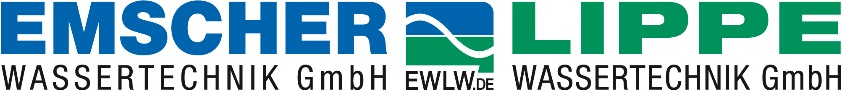 EMSCHER LIPPE
WASSERTECHNIK GmbH EWLW.DE WASSERTECHNIK GmbH